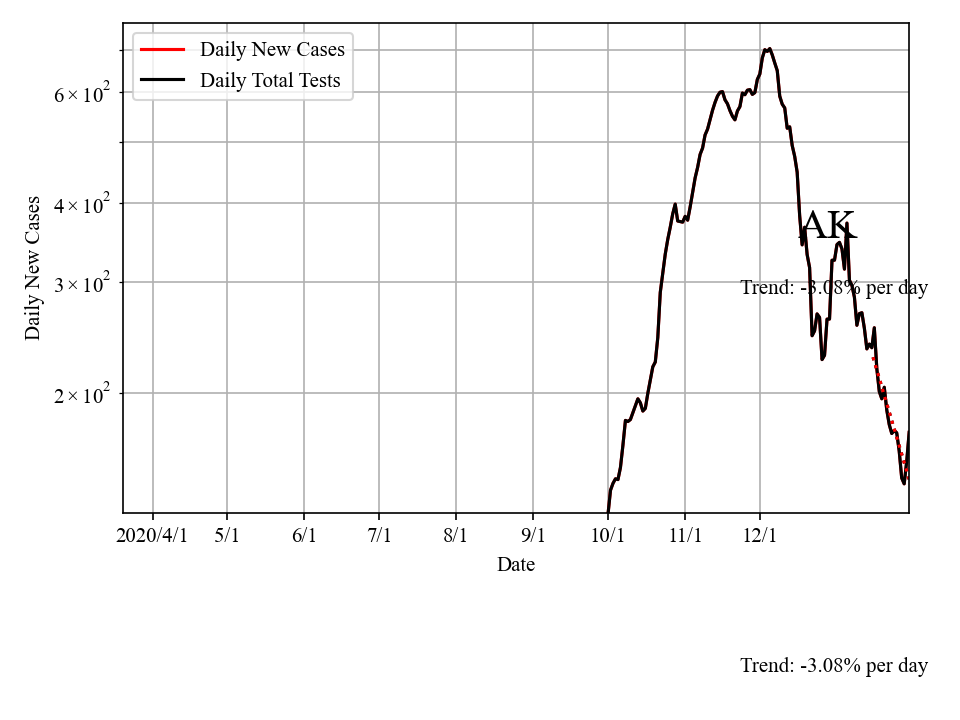 Daily New Cases
Daily Total Tests
6 × 10²
4 × 10²
3 × 10²
2 × 10²
Daily New Cases
AK
Trend: -3.08% per day
2020/4/1 5/1 6/1 7/1 8/1 9/1 10/1 11/1 12/1
Date
Trend: -3.08% per day